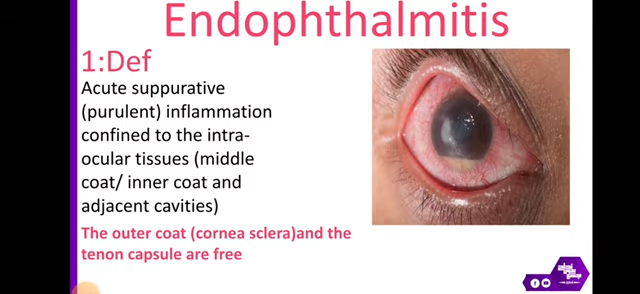 Endophthalmitis
1:Def
Acute suppurative
(purulent) inflammation
confined to the intra-
ocular tissues (middle
coat/ inner coat and
adjacent cavities)
The outer coat (cornea sclera)and the
tenon capsule are free